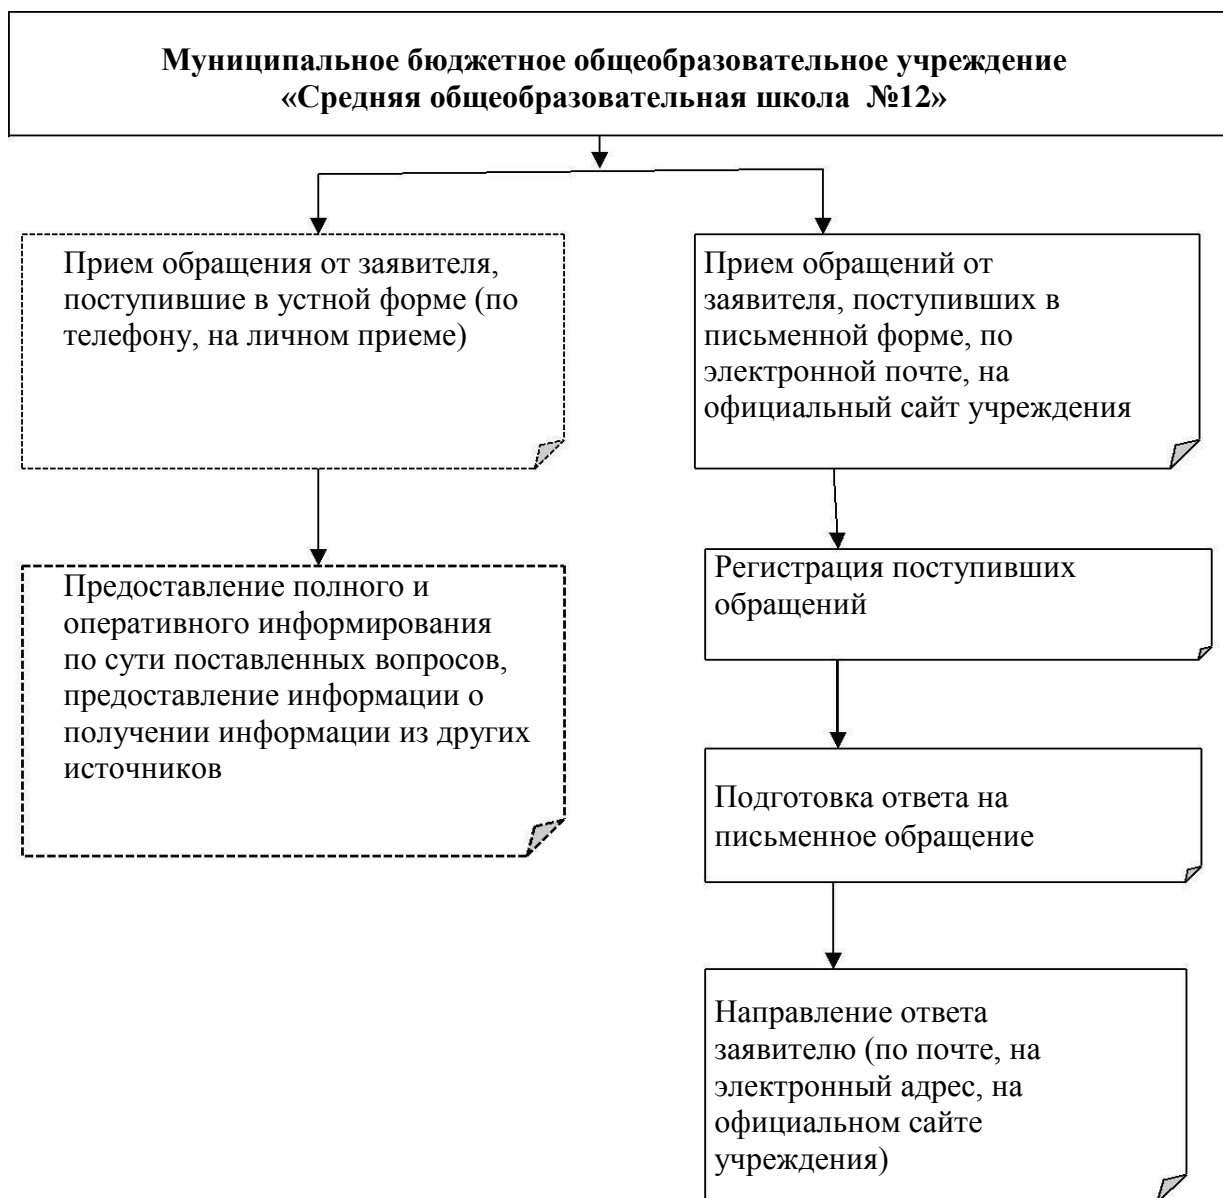 Муниципальное бюджетное общеобразовательное учреждение
«Средняя общеобразовательная школа №12»
Прием обращения от заявителя,
поступившие в устной форме (по
телефону, на личном приеме)
Предоставление полного и
оперативного информирования
по сути поставленных вопросов,
предоставление информации о
получении информации из других
источников
Прием обращений от
заявителя, поступивших в
письменной форме, по
электронной почте, на
официальный сайт учреждения
Регистрация поступивших
обращений
Подготовка ответа на
письменное обращение
Направление ответа
заявителю (по почте, на
электронный адрес, на
официальном сайте
учреждения)